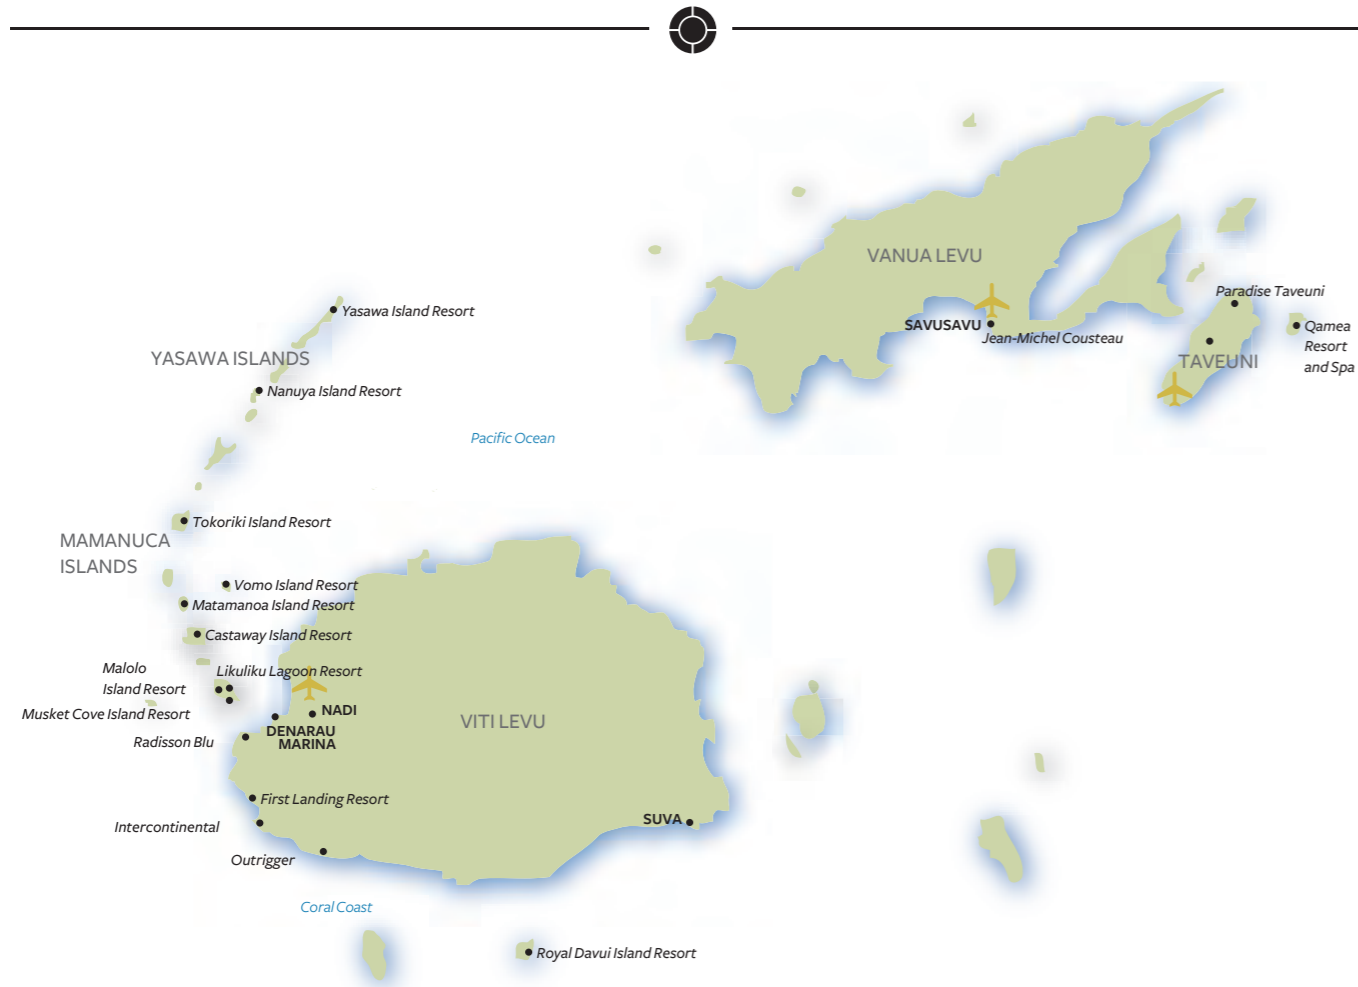 VANUA LEVU
Paradise Taveuni
Yasawa Island Resort
SAVUSAVU
Jean-Michel Cousteau
Qamea
Resort
and Spa
YASAWA ISLANDS
TAVEUNI
Nanuya Island Resort
Pacific Ocean
Tokoriki Island Resort
MAMANUCA
ISLANDS
Vomo Island Resort
Matamanoa Island Resort
Castaway Island Resort
Malolo
Island Resort
Likuliku Lagoon Resort
Musket Cove Island Resort
NADI
VITI LEVU
DENARAU
MARINA
Radisson Blu
First Landing Resort
Intercontinental
SUVA
Outrigger
Coral Coast
Royal Davui Island Resort